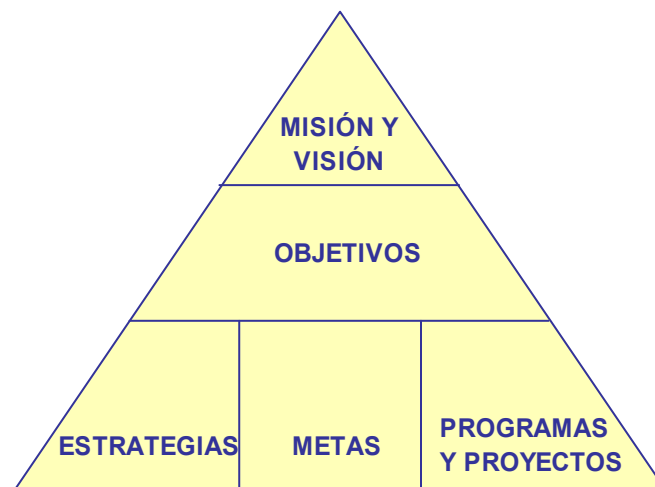 MISIÓN Y
VISIÓN
OBJETIVOS
ESTRATEGIAS
METAS
PROGRAMAS
Y PROYECTOS